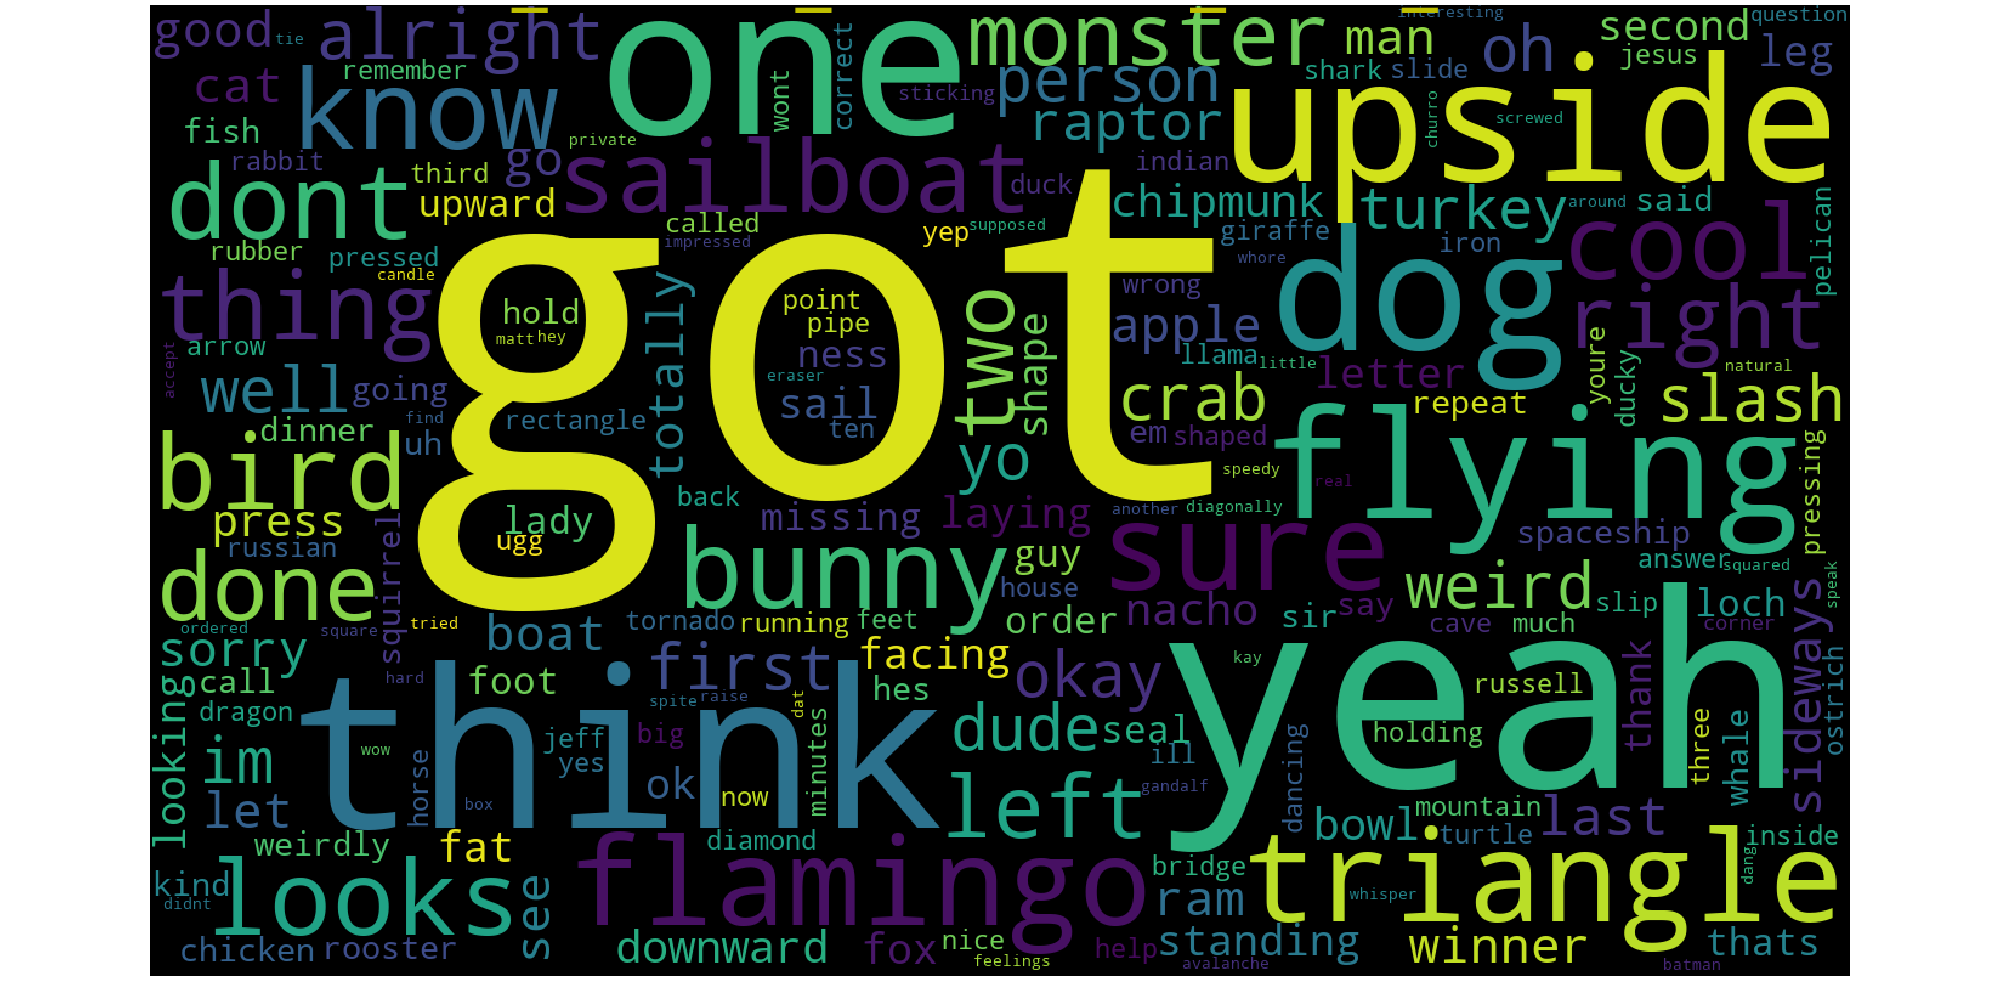 good
tie
alright
one
monster
man
interesting
second
question
oh
jesus
leg
cat
remember
know
wont
correct
sticking
person
shark
slide
upside
churro
screwed
fish
private
raptor
rabbit
go
sailboat
duck
indian
dont
third
upward
called
chipmunk
turkey
around
said
pelican
rubber
pressed
impressed
yep
supposed
giraffe
iron
cool
candle
got
whore
dog
thing
hold
totally
point
pipe
two
shape
wrong
apple
right
matt
hey
ness
arrow
accept
eraser
llama
little
letter
youre
ducky
natural
well
going
sail
crab
repeat
slash
find
rectangle
ten
em
shaped
bird
dinner
uh
yo
speedy
flying
real
pressing
back
press
lady
missing
laying
another
diagonally
sure
spaceship
russian
squirrel
ugg
bunny
guy
answer
squared
done
house
weird
slip
loch
speak
ordered
square
tried
boat
tornado
running
feet
order
nacho
sir
say
cave
much
corner
sideways
sorry
hard
first
facing
okay
kay
yeah
looking
call
foot
spite
raise
dat
hes
russell
thank
ostrich
dragon
think
wow
jeff
big
minutes
dude
seal
holding
three
whale
im
yes
ill
horse
ok
now
left
gandalf
dancing
let
box
mountain
last
weirdly
fat
diamond
bowl
turtle
inside
kind
looks
see
flamingo
bridge
triangle
dang
didnt
ram
whisper
chicken
rooster
downward
fox
nice
feelings
help
standing
avalanche
winner
thats
batman